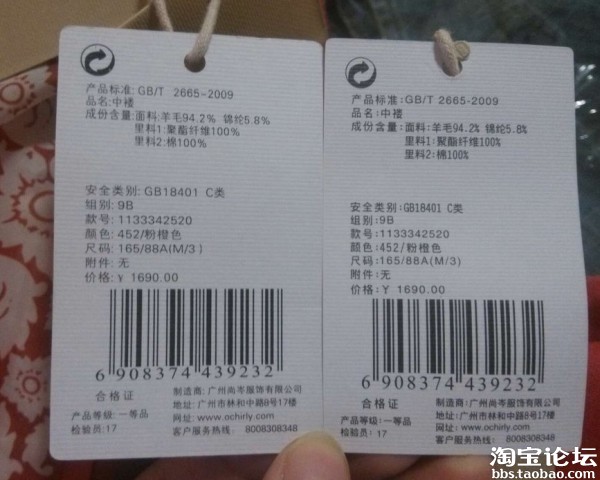 产品标准: GB/T 2665-2009
品名:中褛
成份含量: 面料:羊毛94.2% 锦纶5.8%
里料1:聚酯纤维100%
里料2: 棉100%
安全类别: GB18401 C类
组别: 9B
款号: 1133342520
颜色: 452/粉橙色
尺码: 165/88A(M/3)
附件: 无
价格: ¥ 1690.00
6 908374 439232
合格证
产品等级: 一等品
检验员: 17
制造商: 广州尚岑服饰有限公司
地址: 广州市林和中路8号17楼
网址: www.ochirly.com
客户服务热线: 8008308348
产品标准:GB/T 2665-2009
品名:中褛
成份含量: 面料:羊毛94.2% 锦纶5.8%
里料1:聚酯纤维100%
里料2:棉100%
安全类别:GB18401 C类
组别:9B
款号:1133342520
颜色:452/粉橙色
尺码:165/88A(M/3)
附件:无
价格:¥ 1690.00
6 908374 439232
合格证
产品等级:一等品
检验员:17
制造商:广州尚岑服饰有限公司
地址:广州市林和中路8号17楼
网址:www.ochirly.com
客户服务热线: 8008308348
淘宝论坛
bbs.taobao.com